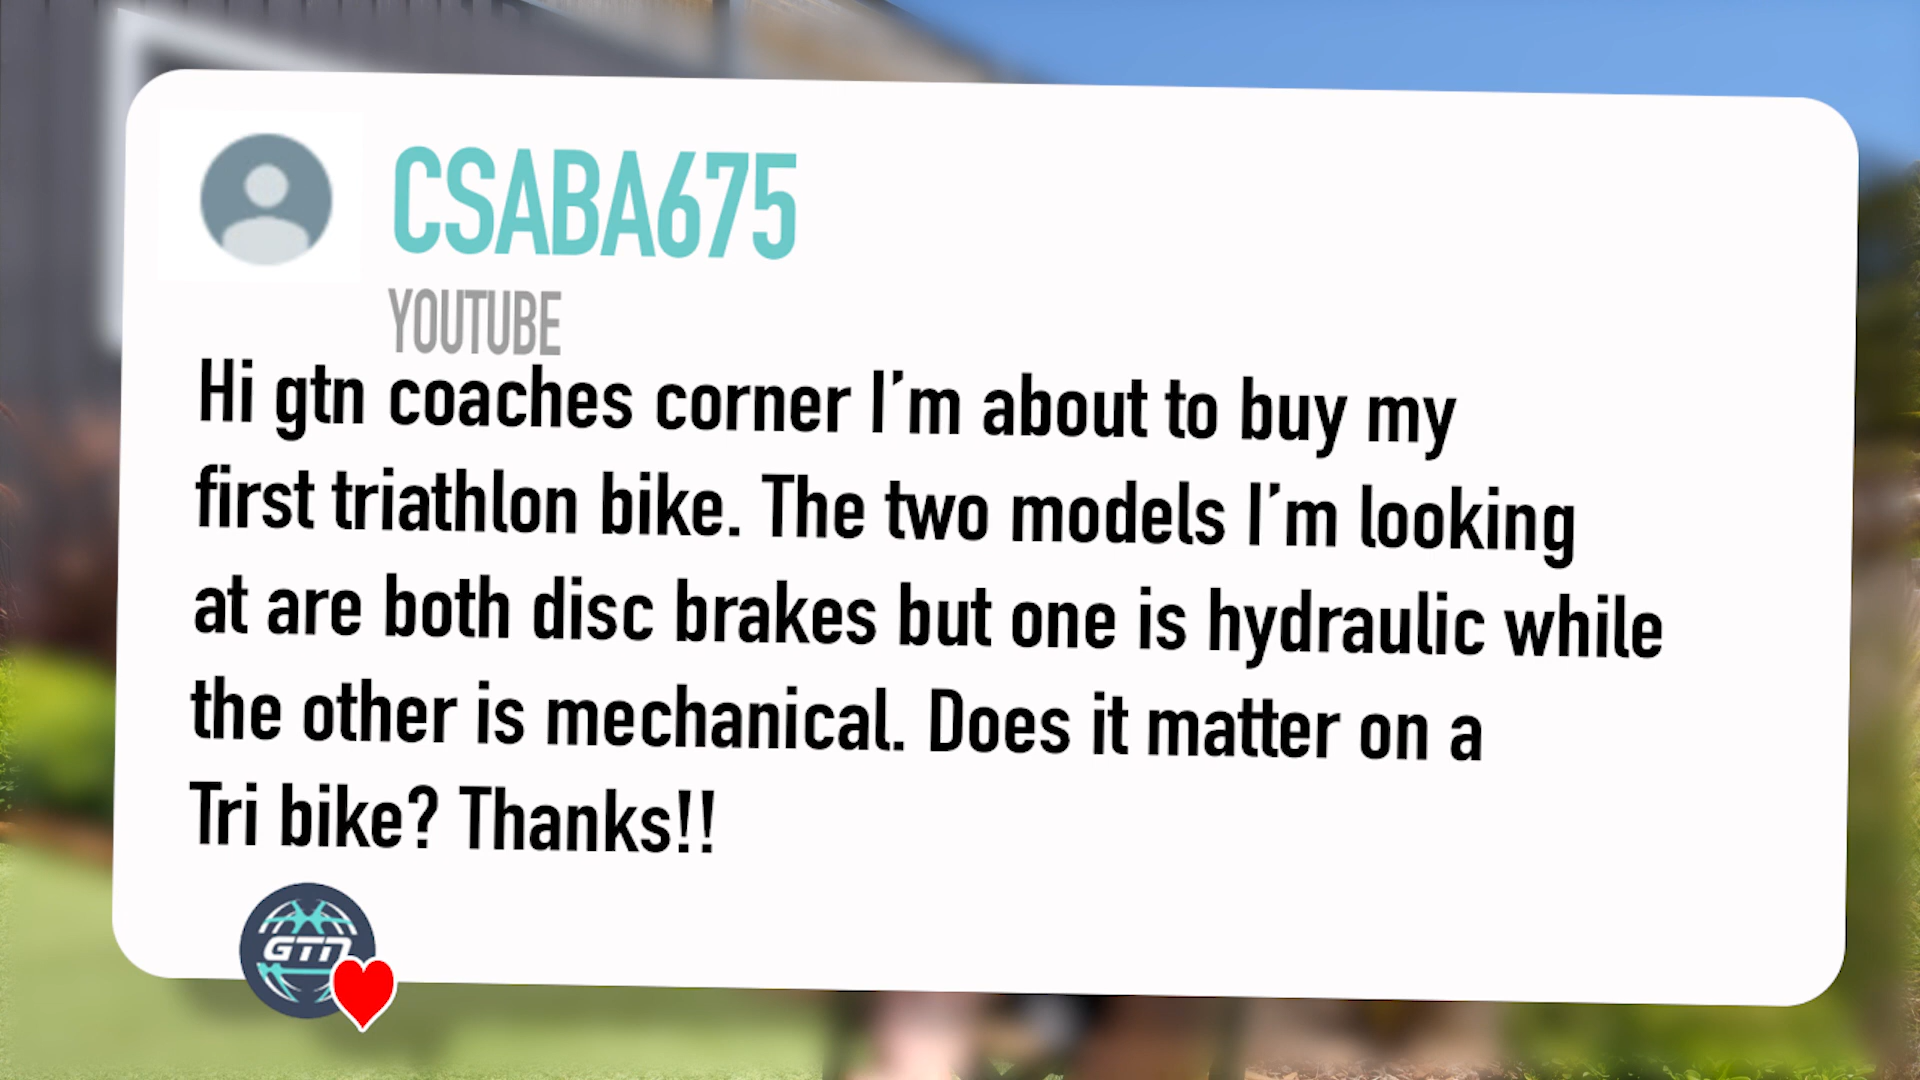 CSABA675
YOUTUBE
Hi gtn coaches corner I'm about to buy my
first triathlon bike. The two models I'm looking
at are both disc brakes but one is hydraulic while
the other is mechanical. Does it matter on a
Tri bike? Thanks!!
GTN